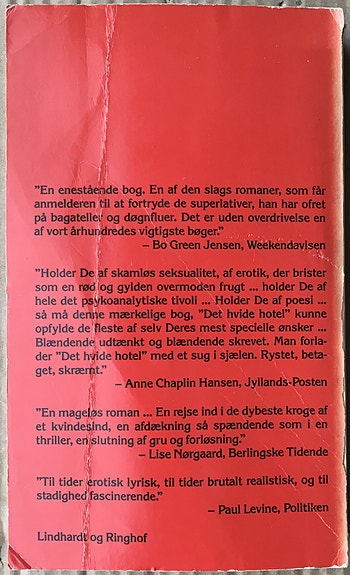 "En enestående bog. En af den slags romaner, som får
anmelderen til at fortryde de superlativer, han har ofret
på bagateller og døgnfluer. Det er uden overdrivelse en
af vort århundredes vigtigste bøger."
– Bo Green Jensen, Weekendavisen
"Holder De af skamløs seksualitet, af erotik, der brister
som en rød og gylden overmoden frugt ... holder De af
hele det psykoanalytiske tivoli ... Holder De af poesi ...
så må denne mærkelige bog, "Det hvide hotel" kunne
opfylde de fleste af selv Deres mest specielle ønsker ...
Blændende udtænkt og blændende skrevet. Man forla-
der "Det hvide hotel" med et sug i sjælen. Rystet, beta-
get, skræmt."
– Anne Chaplin Hansen, Jyllands-Posten
"En mageløs roman ... En rejse ind i de dybeste kroge af
et kvindesind, en afdækning så spændende som i en
thriller, en slutning af gru og forløsning."
– Lise Nørgaard, Berlingske Tidende
"Til tider erotisk lyrisk, til tider brutalt realistisk, og til
stadighed fascinerende."
– Paul Levine, Politiken
Lindhardt og Ringhof